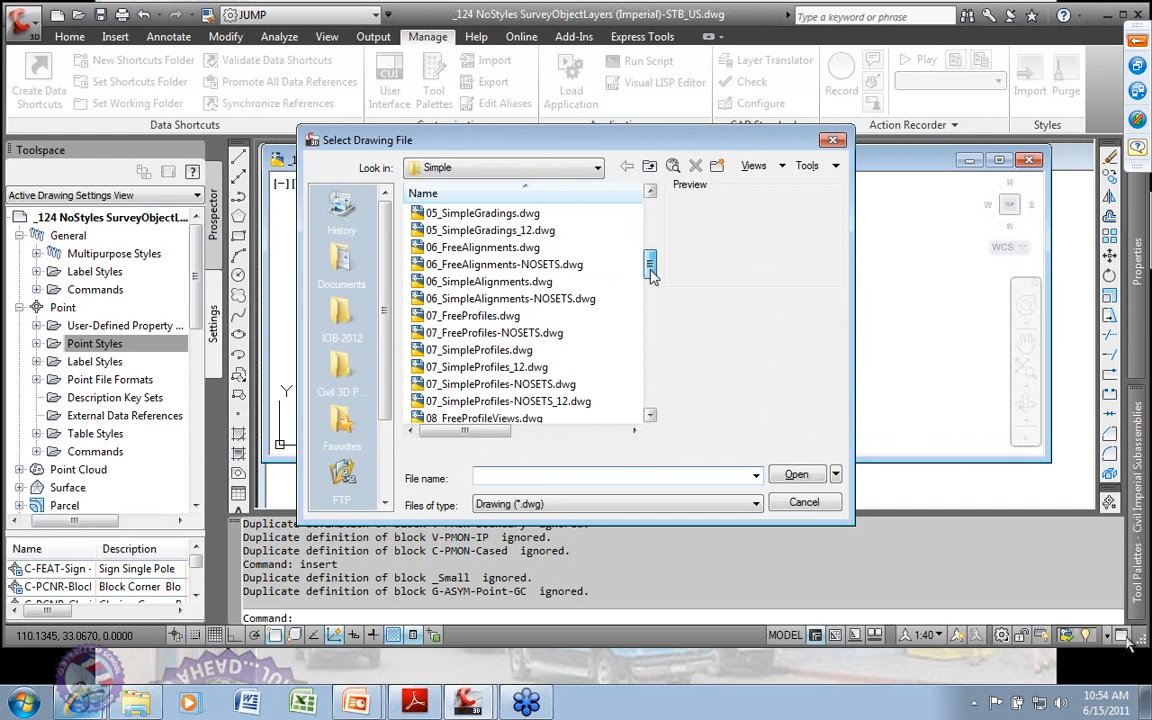 JUMP
_124 NoStyles SurveyObjectLayers (Imperial)-STB_US.dwg
Type a keyword or phrase
3D
Home Insert Annotate Modify Analyze View Output Manage Help Online Add-Ins Express Tools
Create Data Shortcuts
New Shortcuts Folder
Set Shortcuts Folder
Set Working Folder
Validate Data Shortcuts
Promote All Data References
Synchronize References
Data Shortcuts
CUI
User Interface
Tool Palettes
Import
Export
Edit Aliases
Load Application
Run Script
Visual LISP Editor
Applications
Layer Translator
Check
Configure
Record
Play
Action Recorder
Import
Purge
Styles
Toolspace
Active Drawing Settings View
_124 NoStyles SurveyObjectL...
General
Multipurpose Styles
Label Styles
Commands
Point
User-Defined Property ...
Point Styles
Label Styles
Point File Formats
Description Key Sets
External Data References
Table Styles
Commands
Point Cloud
Surface
Parcel
Prospector
Settings
Name Description
C-FEAT-Sign - Sign Single Pole
C-PCNR-Blocl Block Corner Blo
Select Drawing File
Look in: Simple
Views
Tools
History
Documents
IOB-2012
Civil 3D P...
Favorites
FTP
Name
05_SimpleGradings.dwg
05_SimpleGradings_12.dwg
06_FreeAlignments.dwg
06_FreeAlignments-NOSETS.dwg
06_SimpleAlignments.dwg
06_SimpleAlignments-NOSETS.dwg
07_FreeProfiles.dwg
07_FreeProfiles-NOSETS.dwg
07_SimpleProfiles.dwg
07_SimpleProfiles_12.dwg
07_SimpleProfiles-NOSETS.dwg
07_SimpleProfiles-NOSETS_12.dwg
08_FreeProfileViews.dwg
Preview
File name:
Open
Files of type: Drawing (*.dwg)
Cancel
[-][
Y
N
TOP
WCS
Properties
Tool Palettes - Civil Imperial Subassemblies
Duplicate definition of block V-PMON-IP ignored.
Duplicate definition of block C-PMON-Cased ignored.
Command: insert
Duplicate definition of block _Small ignored.
Duplicate definition of block G-ASYM-Point-GC ignored.
Command:
110.1345, 33.0670, 0.0000
MODEL
1:40
AHEAD
10:54 AM
6/15/2011